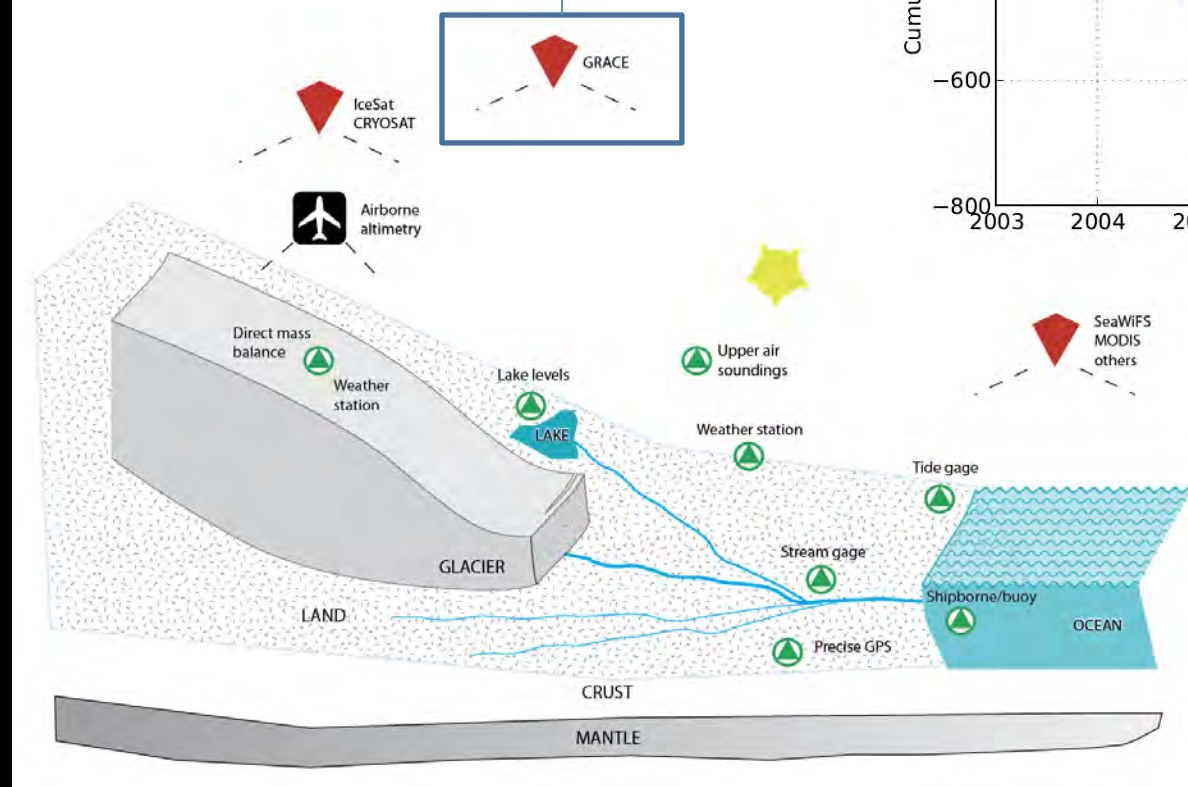 Cumu
−600
−800
2003
2004
2
GRACE
IceSat
CRYOSAT
Airborne
altimetry
SeaWiFS
MODIS
others
Direct mass
balance
Weather
station
Upper air
soundings
Lake levels
LAKE
Weather station
Tide gage
Stream gage
GLACIER
Shipborne/buoy
LAND
OCEAN
Precise GPS
CRUST
MANTLE